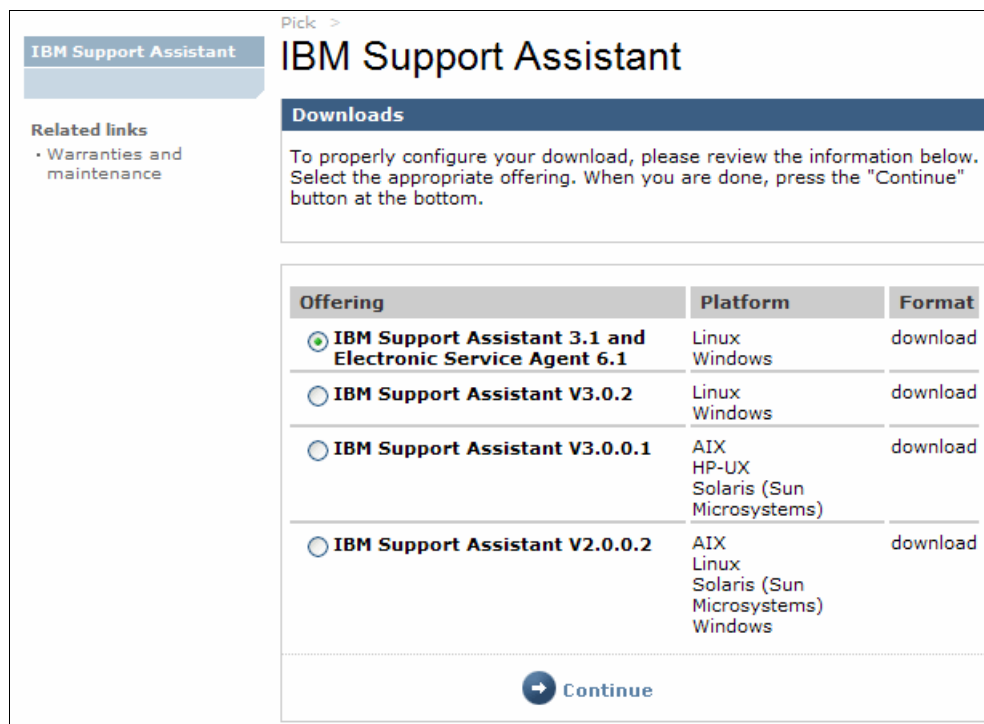 Pick >
IBM Support Assistant
IBM Support Assistant
Related links
· Warranties and
maintenance
Downloads
To properly configure your download, please review the information below.
Select the appropriate offering. When you are done, press the "Continue"
button at the bottom.
Offering Platform Format
IBM Support Assistant 3.1 and Linux download
Electronic Service Agent 6.1 Windows
IBM Support Assistant V3.0.2 Linux download
Windows
IBM Support Assistant V3.0.0.1 AIX download
HP-UX
Solaris (Sun
Microsystems)
IBM Support Assistant V2.0.0.2 AIX download
Linux
Solaris (Sun
Microsystems)
Windows
Continue